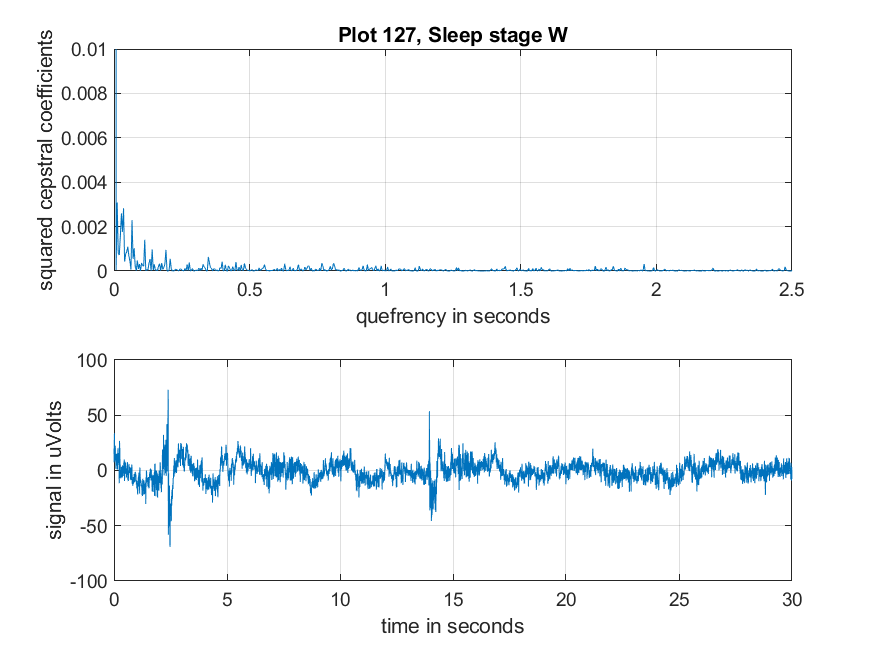 Plot 127, Sleep stage W
squared cepstral coefficients
0.01
0.008
0.006
0.004
0.002
0
0 0.5 1 1.5 2 2.5
quefrency in seconds
signal in uVolts
100
50
0
-50
-100
0 5 10 15 20 25 30
time in seconds